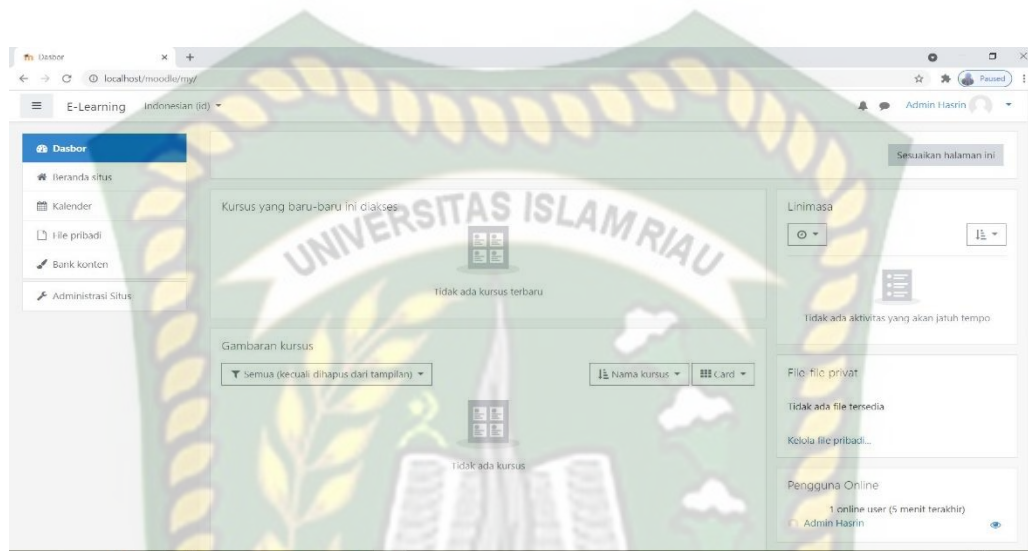 Dasbor
localhost/moodle/my/
Paused
E-Learning Indonesian (id)
Admin Hasrin
Dasbor
Beranda situs
Kalender
File pribadi
Bank konten
Administrasi Situs
Sesuaikan halaman ini
UNIVERSITAS ISLAM RIAU
Kursus yang baru-baru ini diakses
Tidak ada kursus terbaru
Gambaran kursus
Semua (kecuali dihapus dari tampilan)
Nama kursus
Card
Tidak ada kursus
Linimasa
Tidak ada aktivitas yang akan jatuh tempo
File-file privat
Tidak ada file tersedia
Kelola file pribadi...
Pengguna Online
1 online user (5 menit terakhir)
Admin Hasrin